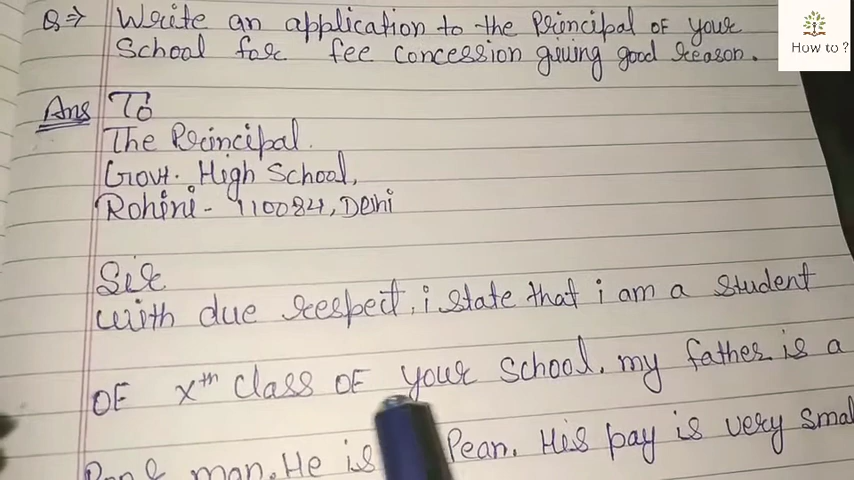 Q⇒ Write an application to the Principal of your
School for fee concession giving good reason.
How to ?
Ans To
The Principal.
Govt. High School,
Rohini - 110084, Delhi
Sir
With due respect, i state that i am a student
OF Xth Class OF your School. my father is a
man. He is Pean. His pay is very